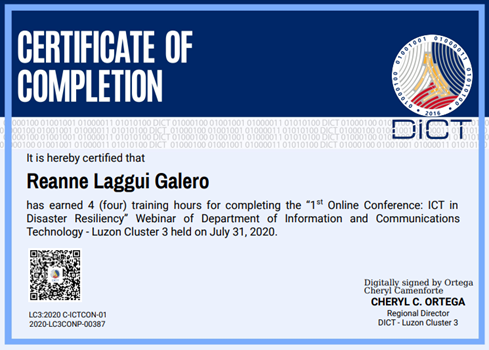 CERTIFICATE OF
COMPLETION
DICT
2016
It is hereby certified that
Reanne Laggui Galero
has earned 4 (four) training hours for completing the “1st Online Conference: ICT in
Disaster Resiliency” Webinar of Department of Information and Communications
Technology - Luzon Cluster 3 held on July 31, 2020.
Digitally signed by Ortega
Cheryl Camenforte
CHERYL C. ORTEGA
Regional Director
DICT - Luzon Cluster 3
LC3:2020 C-ICTCON-01
2020-LC3CONP-00387